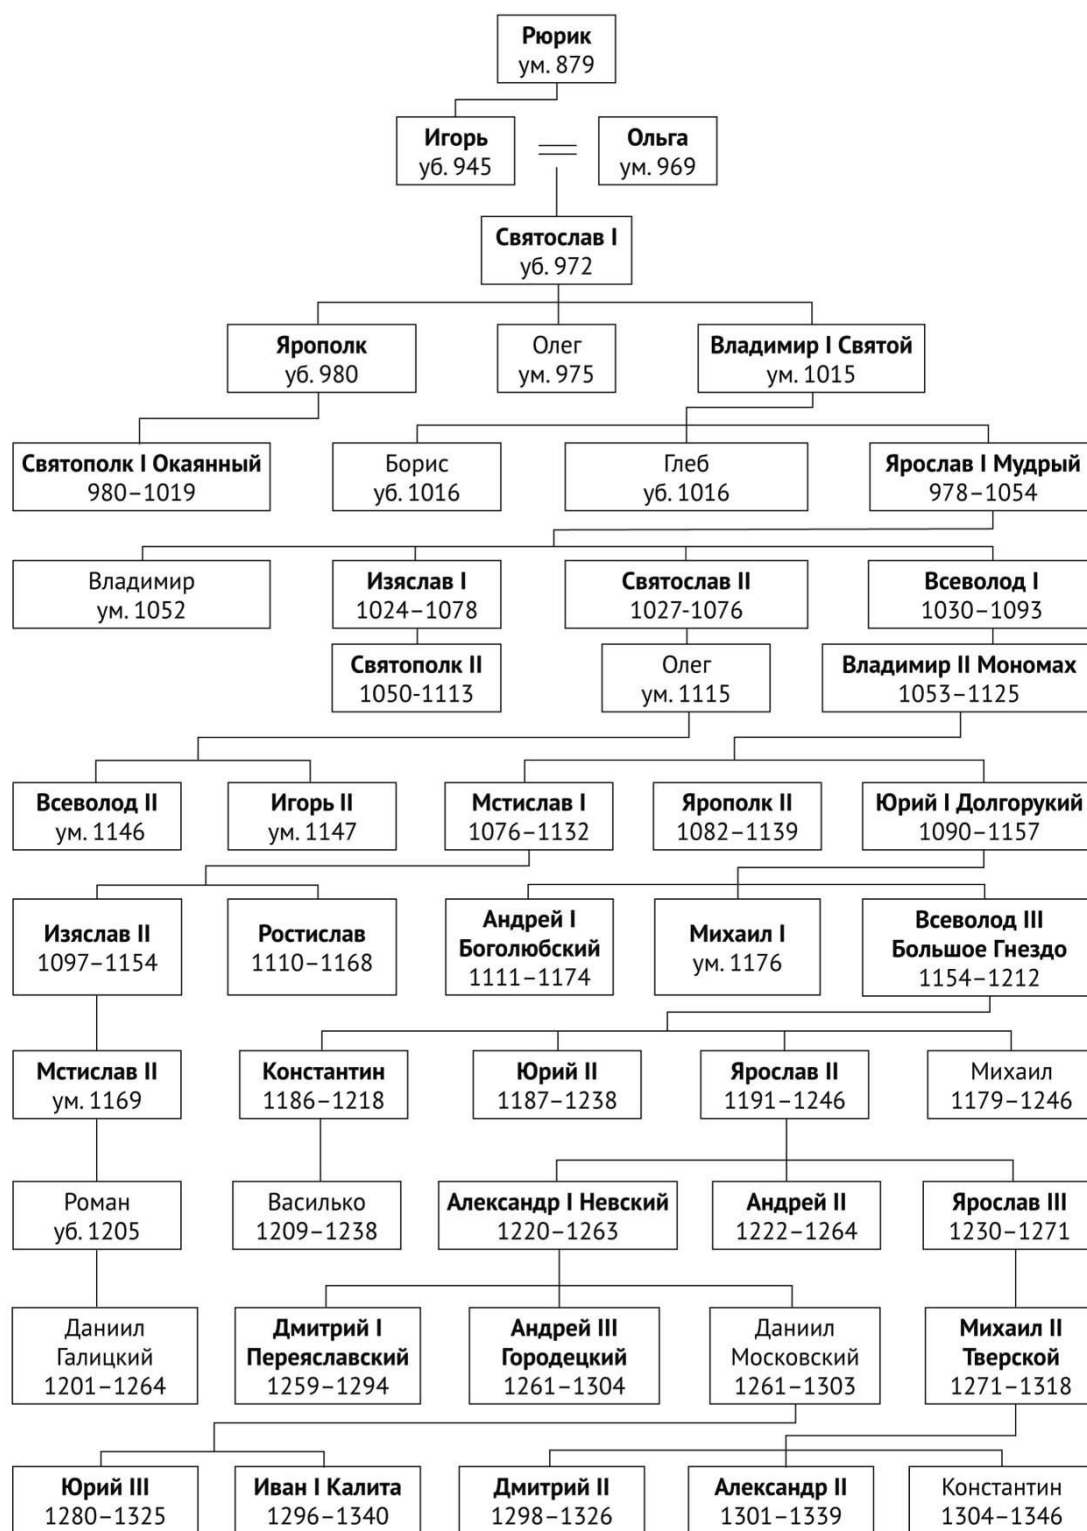 Рюрик
ум. 879
Игорь
уб. 945
Ольга
ум. 969
Святослав I
уб. 972
Ярополк
уб. 980
Олег
ум. 975
Владимир I Святой
ум. 1015
Святополк I Окаянный
980–1019
Борис
уб. 1016
Глеб
уб. 1016
Ярослав I Мудрый
978–1054
Владимир
ум. 1052
Изяслав I
1024–1078
Святослав II
1027-1076
Всеволод I
1030–1093
Святополк II
1050-1113
Олег
ум. 1115
Владимир II Мономах
1053–1125
Всеволод II
ум. 1146
Игорь II
ум. 1147
Мстислав I
1076–1132
Ярополк II
1082–1139
Юрий I Долгорукий
1090–1157
Изяслав II
1097–1154
Ростислав
1110–1168
Андрей I
Боголюбский
1111–1174
Михаил I
ум. 1176
Всеволод III
Большое Гнездо
1154–1212
Мстислав II
ум. 1169
Константин
1186–1218
Юрий II
1187–1238
Ярослав II
1191–1246
Михаил
1179–1246
Роман
уб. 1205
Василько
1209–1238
Александр I Невский
1220–1263
Андрей II
1222–1264
Ярослав III
1230–1271
Даниил
Галицкий
1201–1264
Дмитрий I
Переяславский
1259–1294
Андрей III
Городецкий
1261–1304
Даниил
Московский
1261–1303
Михаил II
Тверской
1271–1318
Юрий III
1280–1325
Иван I Калита
1296–1340
Дмитрий II
1298–1326
Александр II
1301–1339
Константин
1304–1346